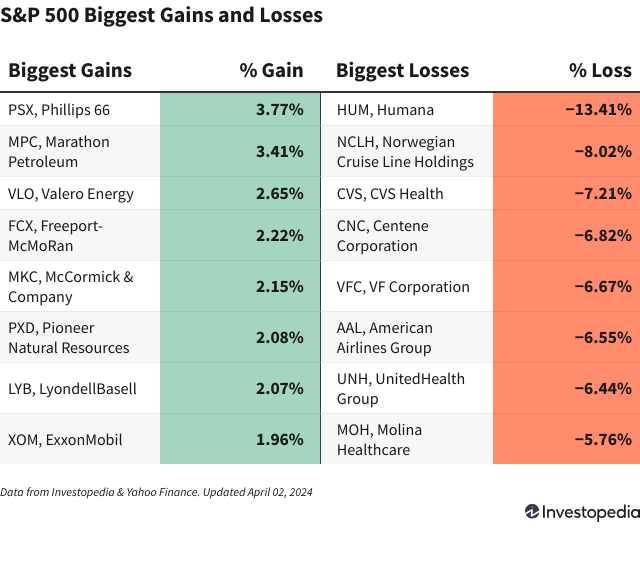 S&P 500 Biggest Gains and Losses
Biggest Gains % Gain Biggest Losses % Loss
PSX, Phillips 66 3.77% HUM, Humana −13.41%
MPC, Marathon
Petroleum 3.41% NCLH, Norwegian
Cruise Line Holdings −8.02%
VLO, Valero Energy 2.65% CVS, CVS Health −7.21%
FCX, Freeport-
McMoRan 2.22% CNC, Centene
Corporation −6.82%
MKC, McCormick &
Company 2.15% VFC, VF Corporation −6.67%
PXD, Pioneer
Natural Resources 2.08% AAL, American
Airlines Group −6.55%
LYB, LyondellBasell 2.07% UNH, UnitedHealth
Group −6.44%
XOM, ExxonMobil 1.96% MOH, Molina
Healthcare −5.76%
Data from Investopedia & Yahoo Finance. Updated April 02, 2024
Investopedia